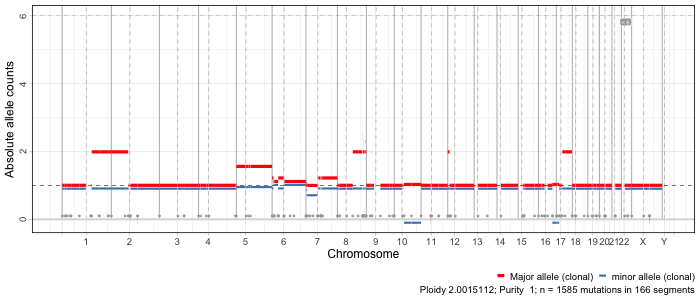 Absolute allele counts
6
4
2
0
1 2 3 4 5 6 7 8 9 10 11 12 13 14 15 16 17 18 19 20 21 22 X Y
Chromosome
Major allele (clonal) minor allele (clonal)
Ploidy 2.0015112; Purity 1; n = 1585 mutations in 166 segments